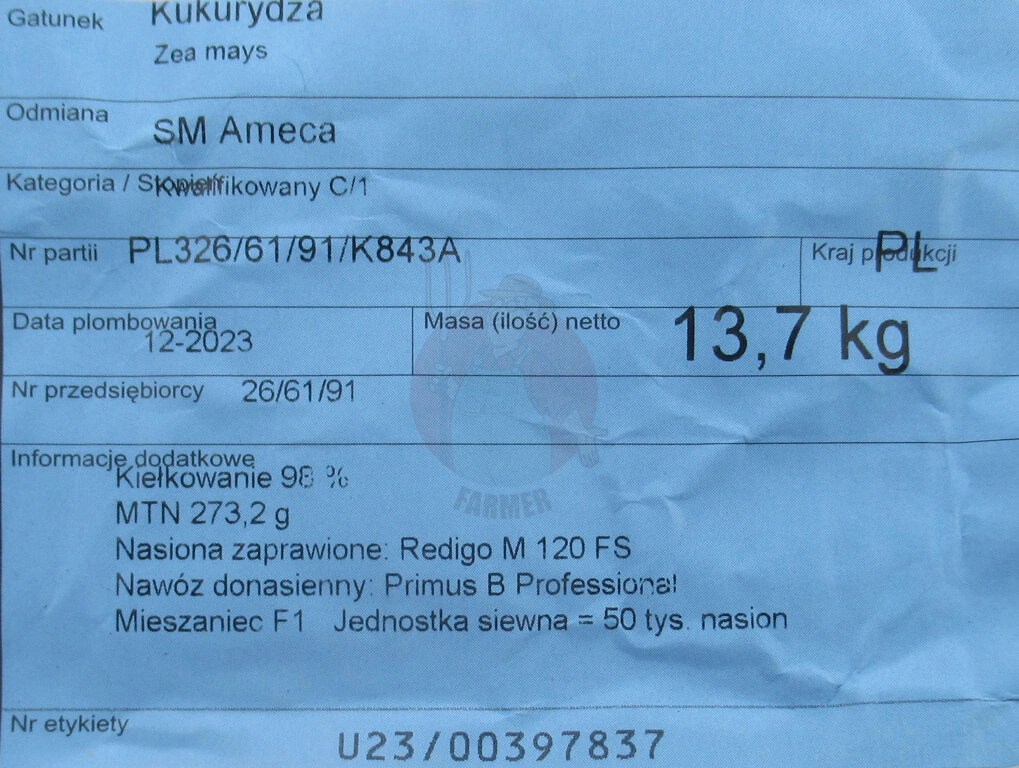 Gatunek Kukurydza
Zea mays
Odmiana SM Ameca
Kategoria / Stopień Kwalifikowany C/1
Nr partii PL326/61/91/K843A Kraj produkcji PL
Data plombowania 12-2023 Masa (ilość) netto 13,7 kg
Nr przedsiębiorcy 26/61/91
Informacje dodatkowe
Kiełkowanie 98 %
MTN 273,2 g
Nasiona zaprawione: Redigo M 120 FS
Nawóz donasienny: Primus B Professional
Mieszaniec F1 Jednostka siewna = 50 tys. nasion
FARMER
Nr etykiety U23/00397837